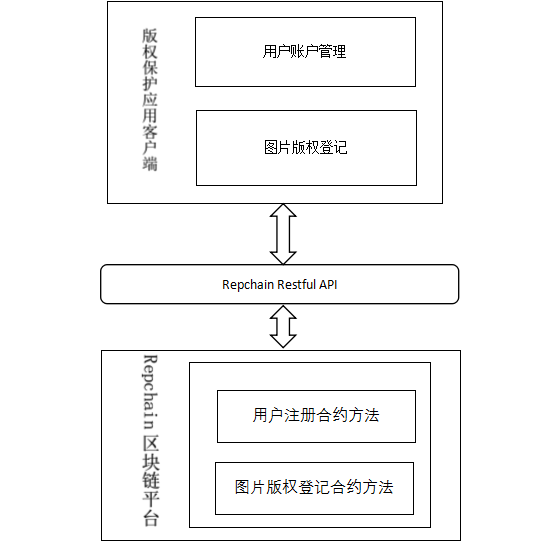 版权保护应用客户端
用户账户管理
图片版权登记
Repchain Restful API
Repchain 区块链平台
用户注册合约方法
图片版权登记合约方法